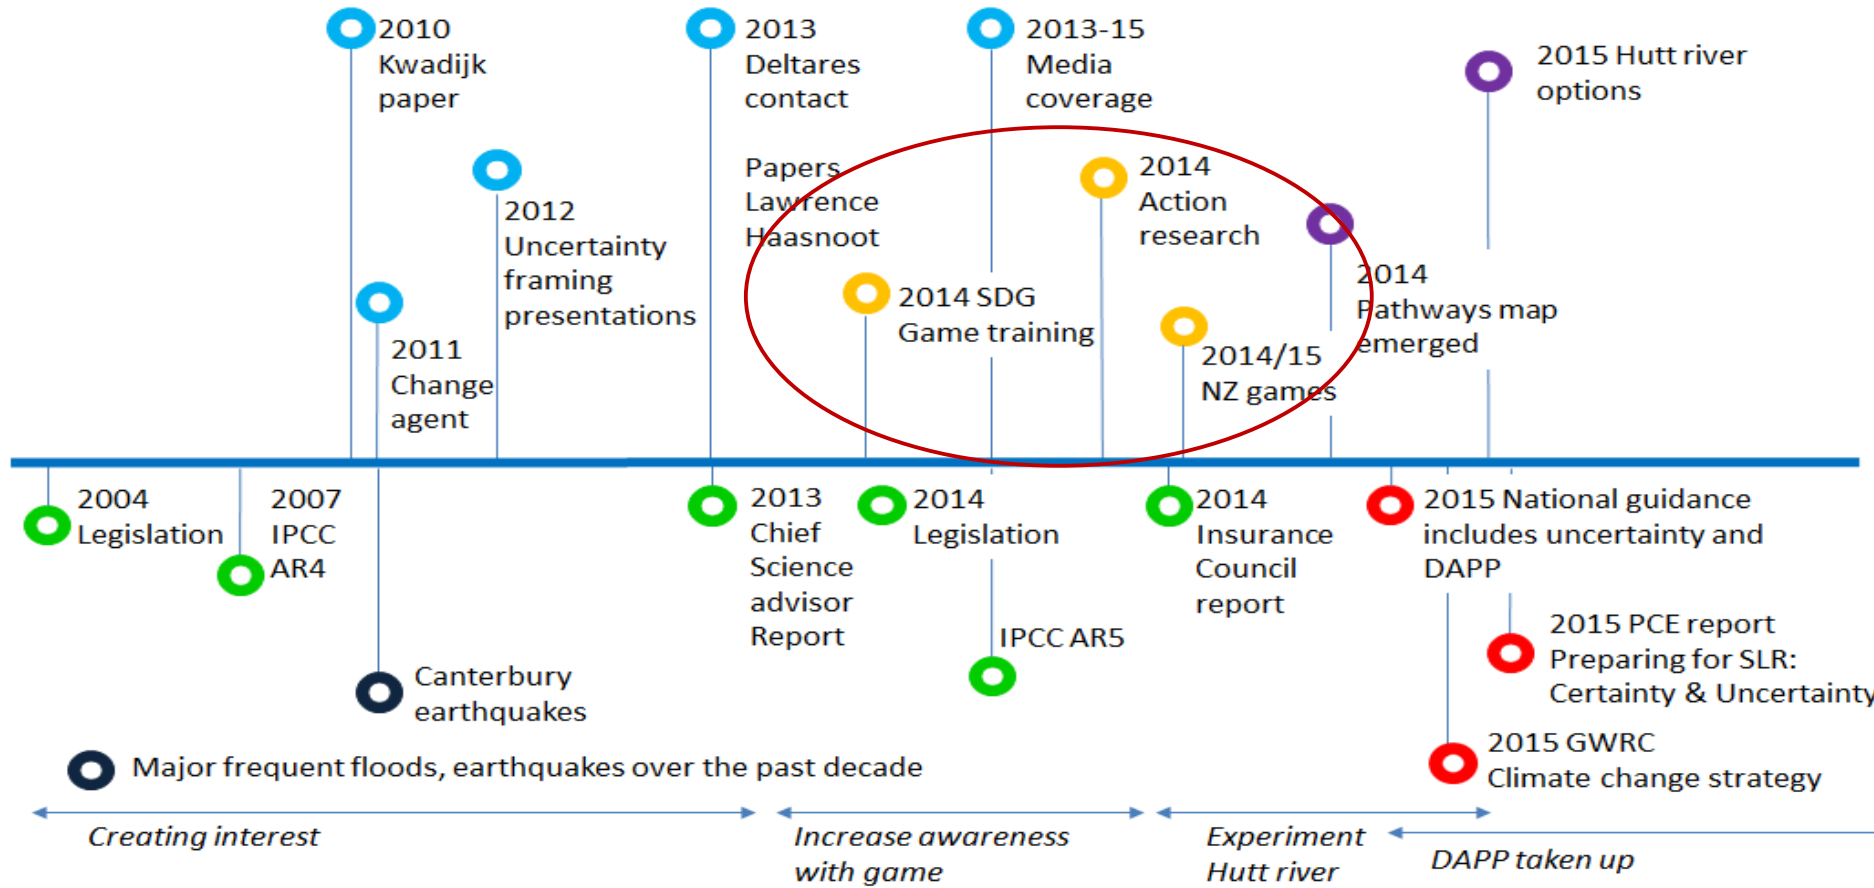 2010
Kwadijk
paper
2011
Change
agent
2012
Uncertainty
framing
presentations
2013
Deltares
contact
Papers
Lawrence
Haasnoot
2013-15
Media
coverage
2014 SDG
Game training
2014
Action
research
2014/15
NZ games
2014
Pathways map
emerged
2015 Hutt river
options
2004
Legislation
2007
IPCC
AR4
Canterbury
earthquakes
2013
Chief
Science
advisor
Report
2014
Legislation
IPCC AR5
2014
Insurance
Council
report
2015 National guidance
includes uncertainty and
DAPP
2015 PCE report
Preparing for SLR:
Certainty & Uncertainty
2015 GWRC
Climate change strategy
Major frequent floods, earthquakes over the past decade
Creating interest
Increase awareness
with game
Experiment
Hutt river
DAPP taken up